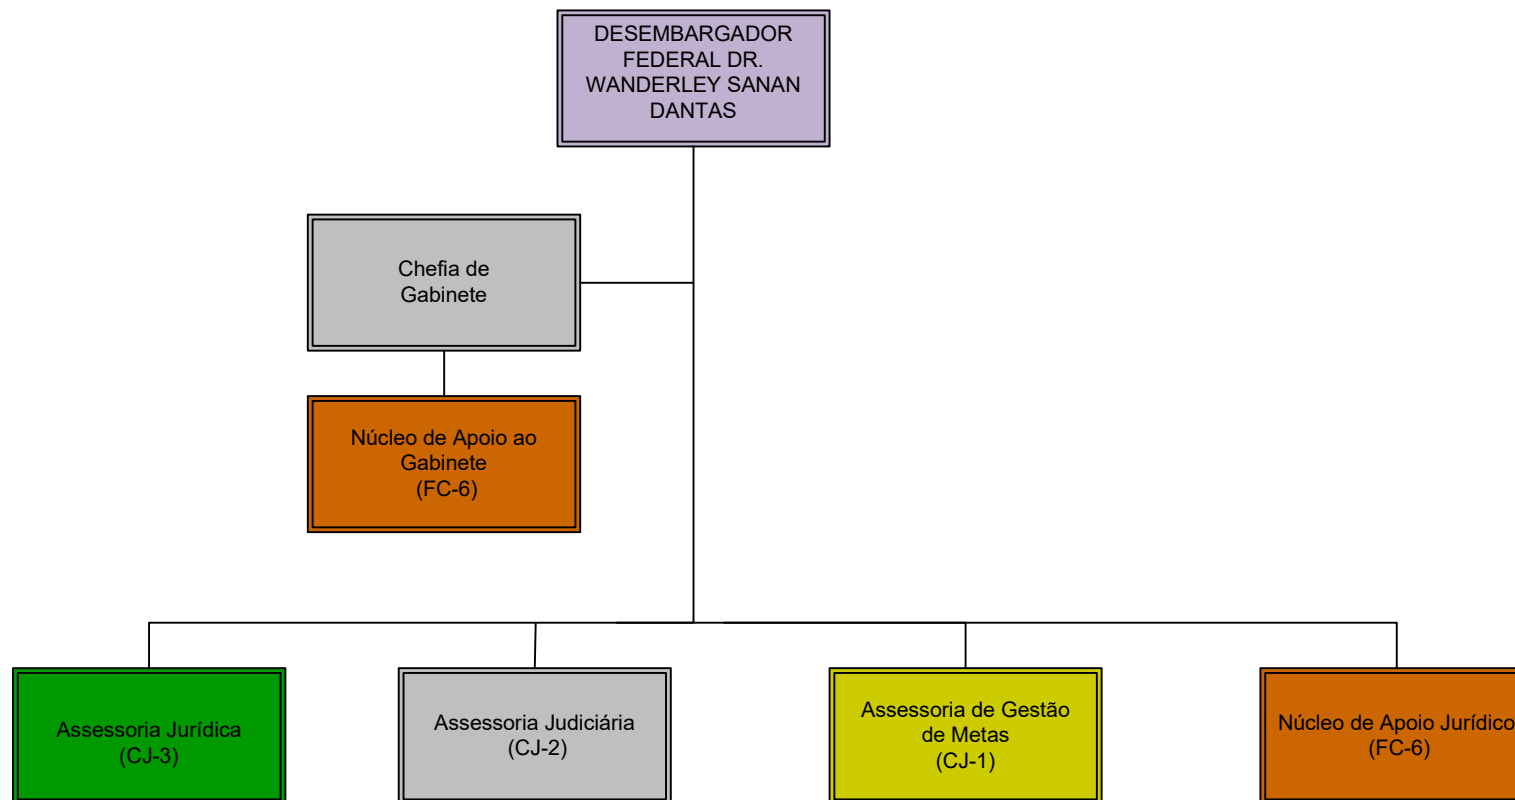 DESEMBARGADOR
FEDERAL DR.
WANDERLEY SANAN
DANTAS
Chefia de
Gabinete
Núcleo de Apoio ao
Gabinete
(FC-6)
Assessoria Jurídica
(CJ-3)
Assessoria Judiciária
(CJ-2)
Assessoria de Gestão
de Metas
(CJ-1)
Núcleo de Apoio Jurídico
(FC-6)